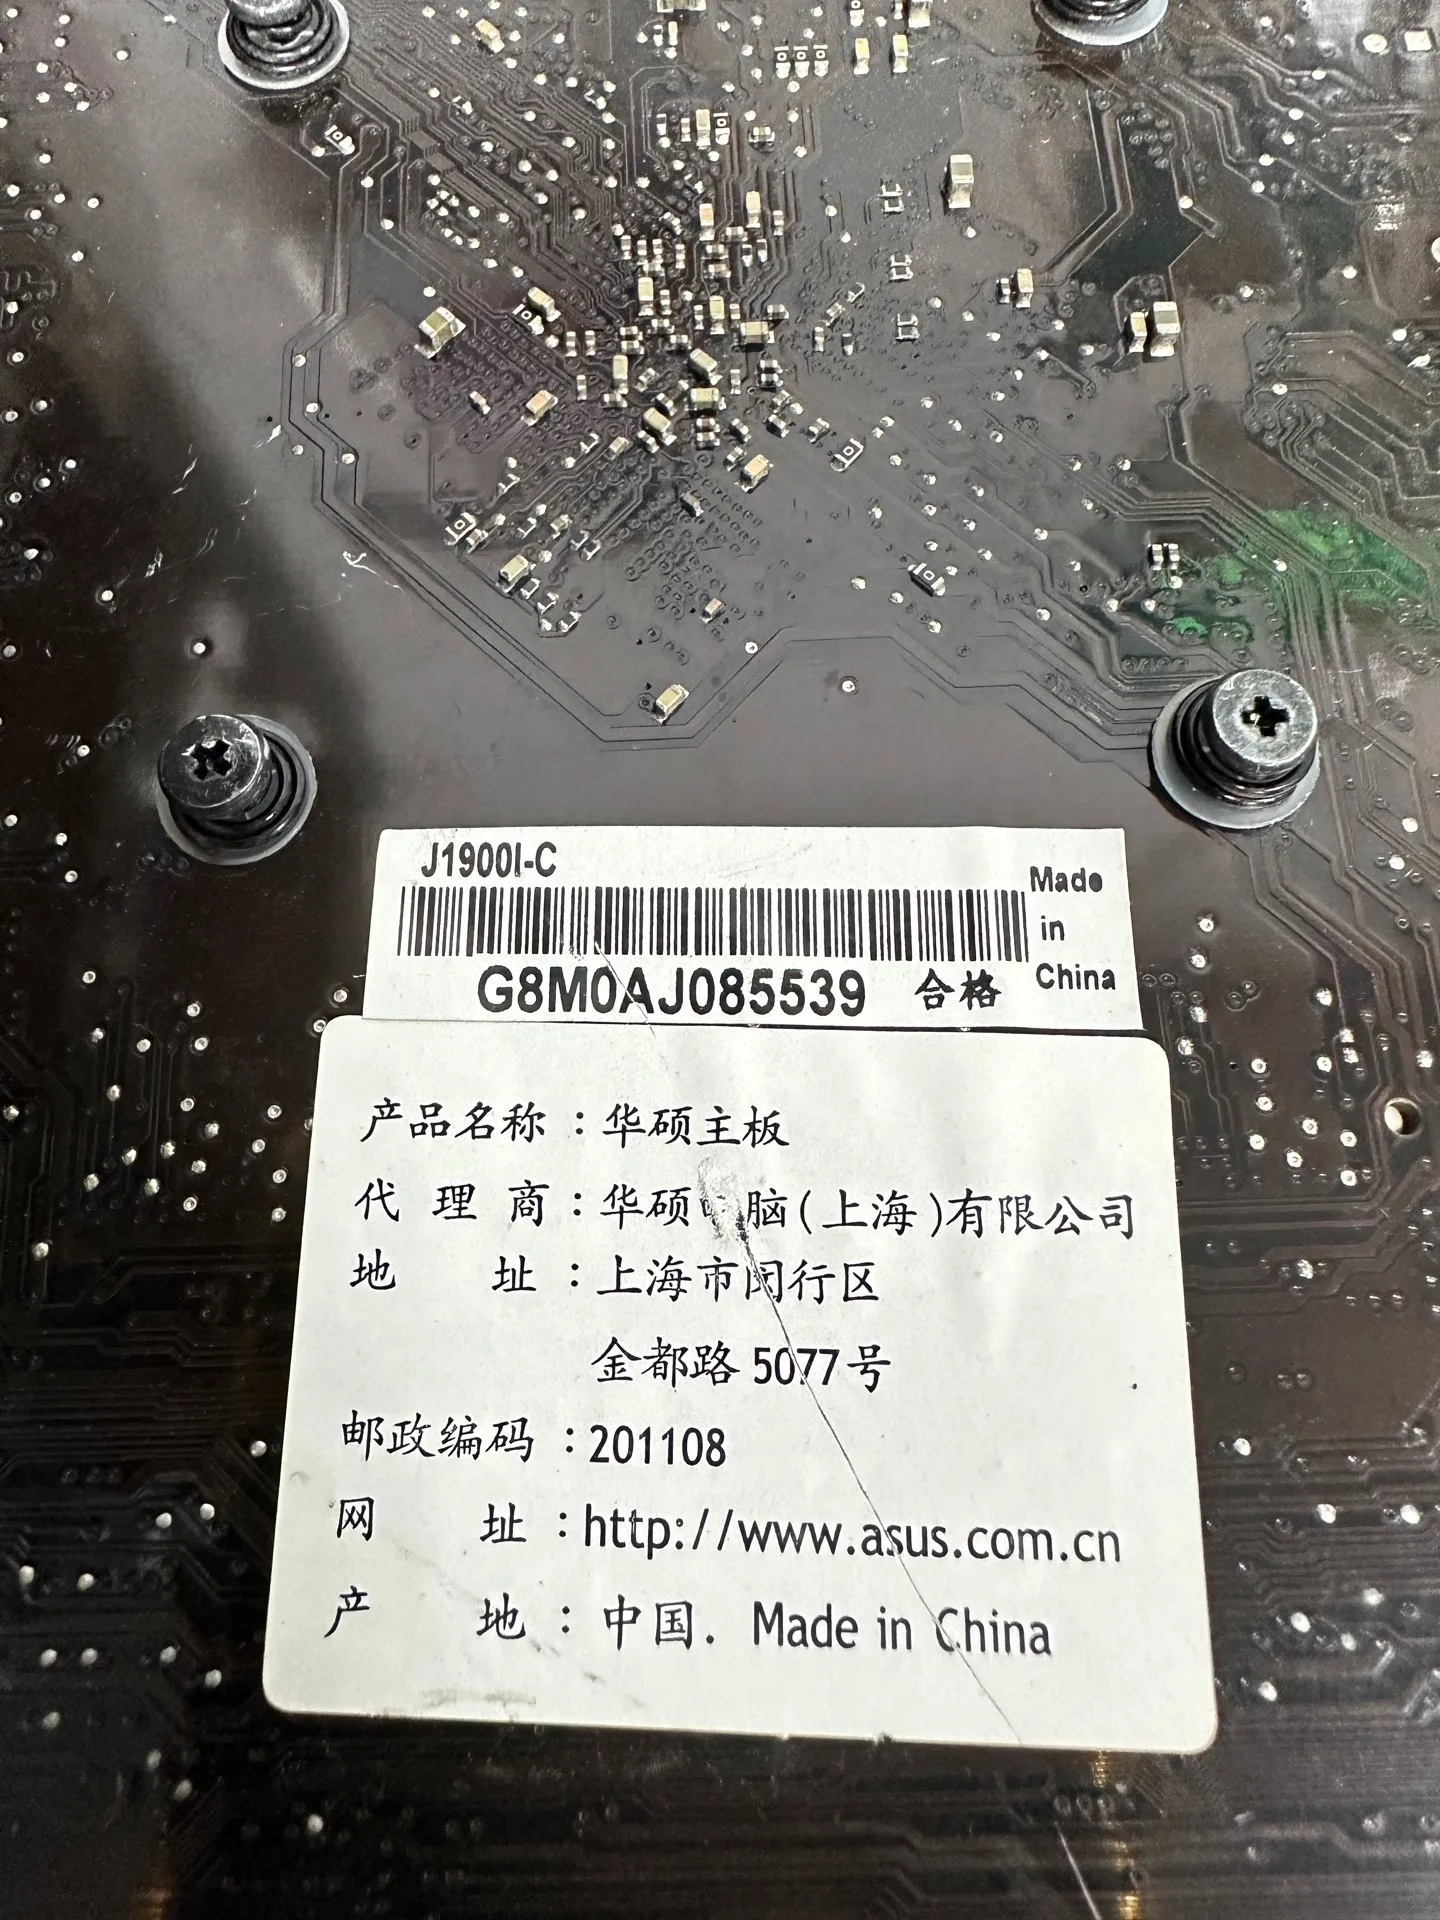 J1900I-C
Made
in
China
G8M0AJ085539 合格
产品名称：华硕主板
代理商：华硕 脑(上海)有限公司
地址：上海市闵行区
金都路 5077号
邮政编码：201108
网址：http://www.asus.com.cn
产地：中国. Made in China